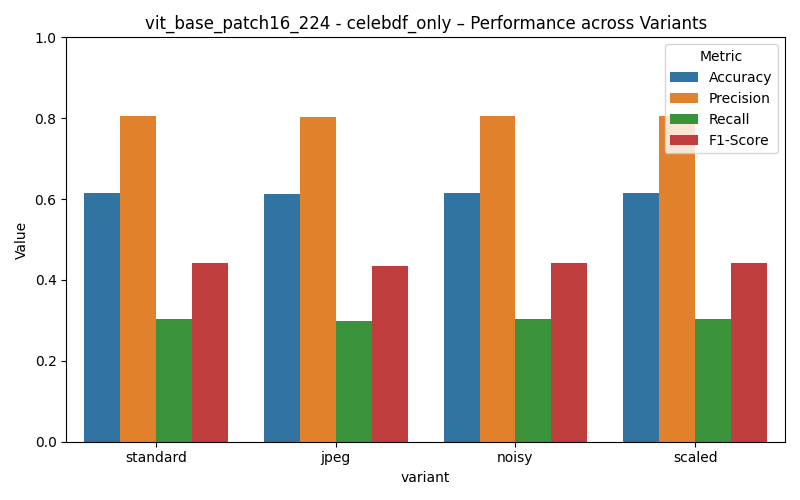 vit_base_patch16_224 - celebdf_only – Performance across Variants
Metric
Accuracy
Precision
Recall
F1-Score
Value
1.0
0.8
0.6
0.4
0.2
0.0
standard jpeg noisy scaled
variant